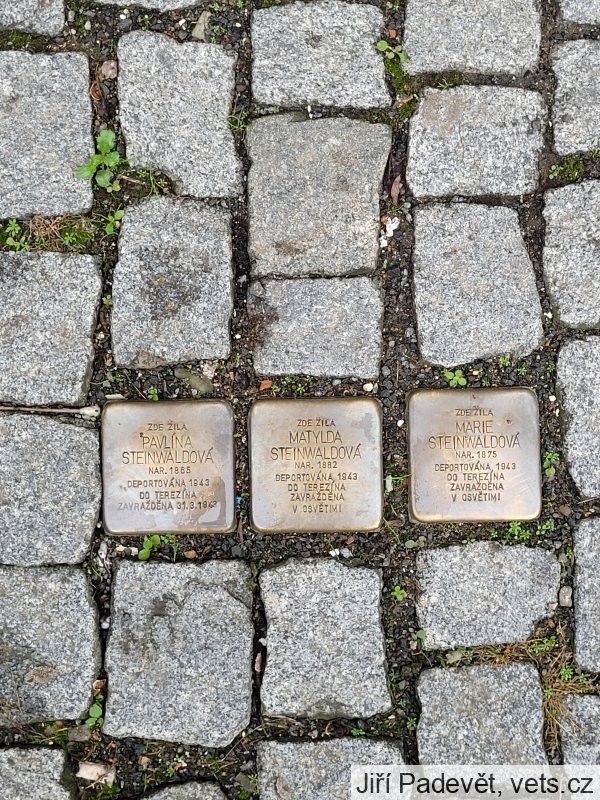 ZDE ŽILA
PAVLÍNA
STEINWALDOVÁ
NAR. 1865
DEPORTOVÁNA 1943
DO TEREZÍNA
ZAVRAŽDĚNA 31.3.1943
ZDE ŽILA
MATYLDA
STEINWALDOVÁ
NAR. 1882
DEPORTOVÁNA 1943
DO TEREZÍNA
ZAVRAŽDĚNA
V OSVĚTIMI
ZDE ŽILA
MARIE
STEINWALDOVÁ
NAR. 1875
DEPORTOVÁNA, 1943
DO TEREZÍNA
ZAVRAŽDĚNA
V OSVĚTIMI
Jiří Padevět, vets.cz